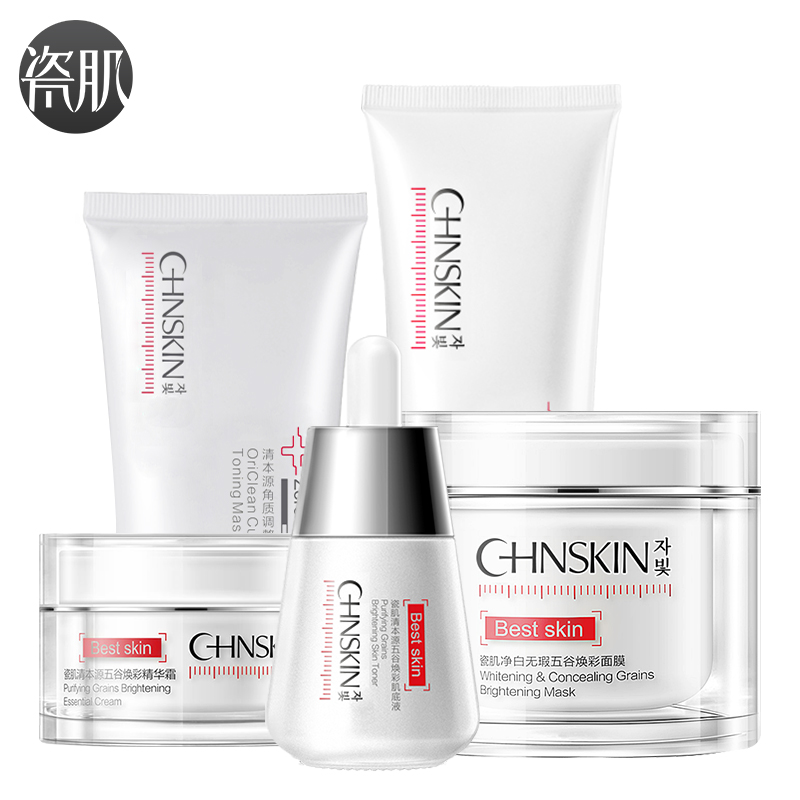 瓷肌
CHNSKIN 자빛
清本源角质调
OriClean Cu
Toning Mas
CHNSKIN 자빛
Best skin
瓷肌清本源五谷焕彩精华霜
Purifying Grains Brightening
Essential Cream
CHNSK
Best skin
瓷肌清本源五谷焕彩肌底液
Purifying Grains
Brightening Skin Toner
CHNSKIN 자빛
CHNSKIN 자빛
Best skin
瓷肌净白无瑕五谷焕彩面膜
Whitening & Concealing Grains
Brightening Mask